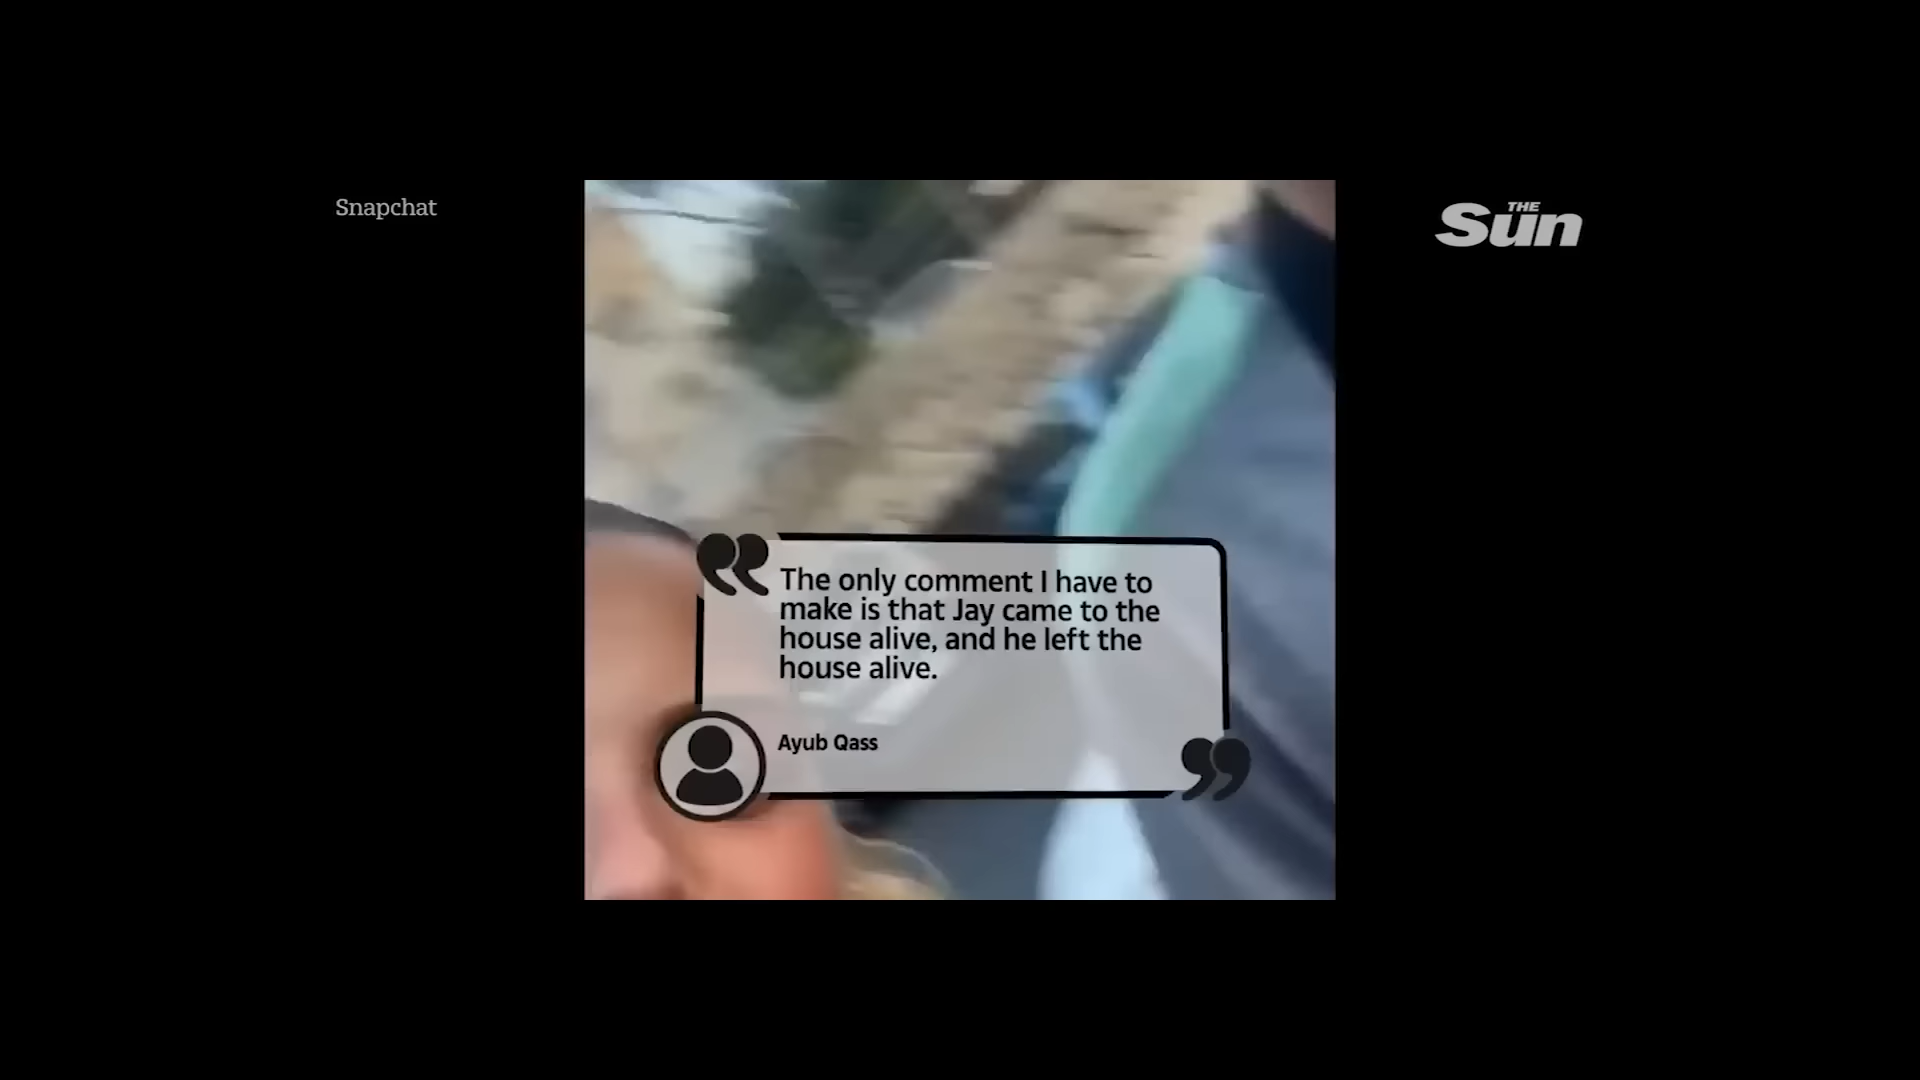 Snapchat
THE
Sun
The only comment I have to
make is that Jay came to the
house alive, and he left the
house alive.
Ayub Qass